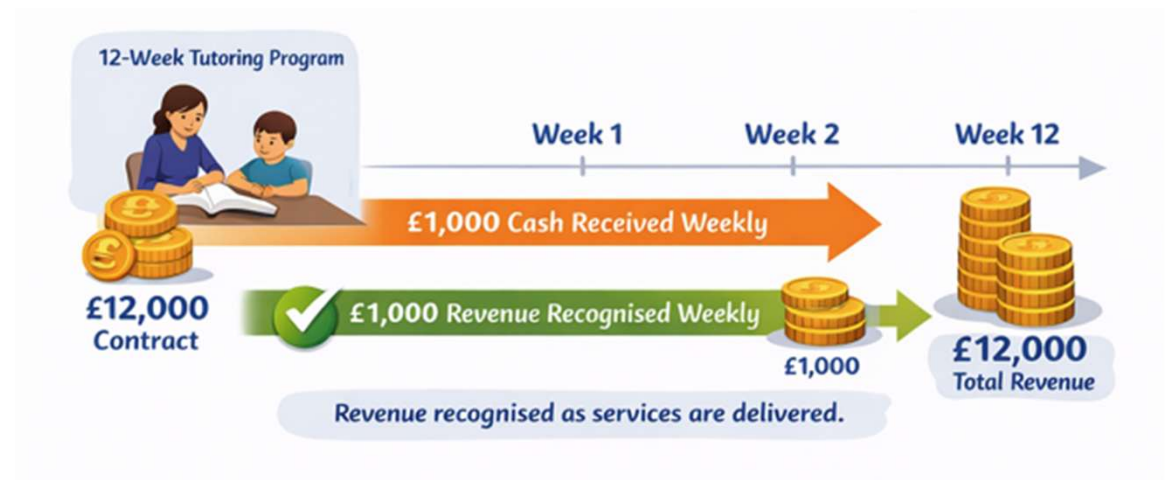 12-Week Tutoring Program
Week 1
Week 2
Week 12
£1,000 Cash Received Weekly
£12,000
Contract
£1,000 Revenue Recognised Weekly
£1,000
£12,000
Total Revenue
Revenue recognised as services are delivered.